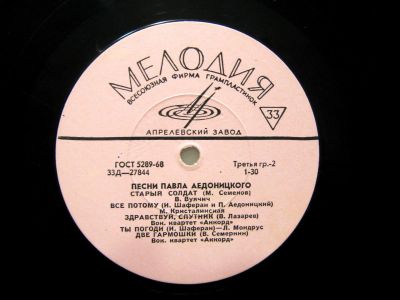 МЕЛОДИЯ
ВСЕСОЮЗНАЯ ФИРМА ГРАМПЛАСТИНОК
33
АПРЕЛЕВСКИЙ ЗАВОД
ГОСТ 5289-68
Третья гр.-2
33Д-27844
1-30
ПЕСНИ ПАВЛА АЕДОНИЦКОГО
СТАРЫЙ СОЛДАТ (М. Семенов)
В. Вуячич
ВСЕ ПОТОМУ (И. Шаферан и П. Аедоницкий)
М. Кристалинская
ЗДРАВСТВУЙ, СПУТНИК (В. Лазарев)
Вок. квартет «Аккорд»
ТЫ ПОГОДИ (И. Шаферан)—Л. Мондрус
ДВЕ ГАРМОШКИ (В. Семернин)
Вок. квартет «Аккорд»